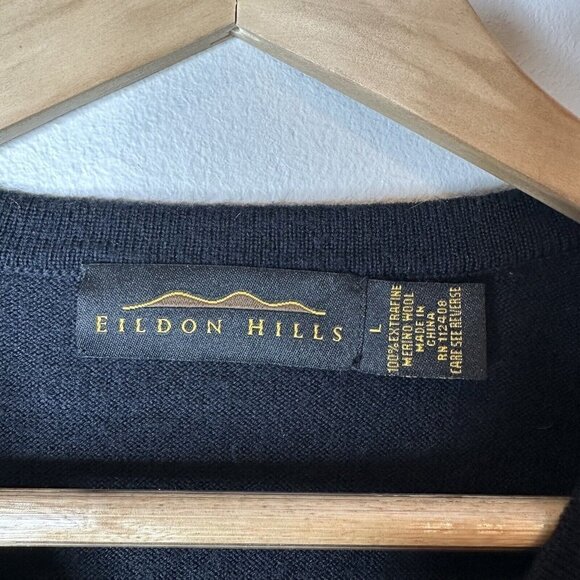 EILDON HILLS
L
100% EXTRAFINE
MERINO WOOL
MADE IN
CHINA
RN 112408
CARE SEE REVERSE